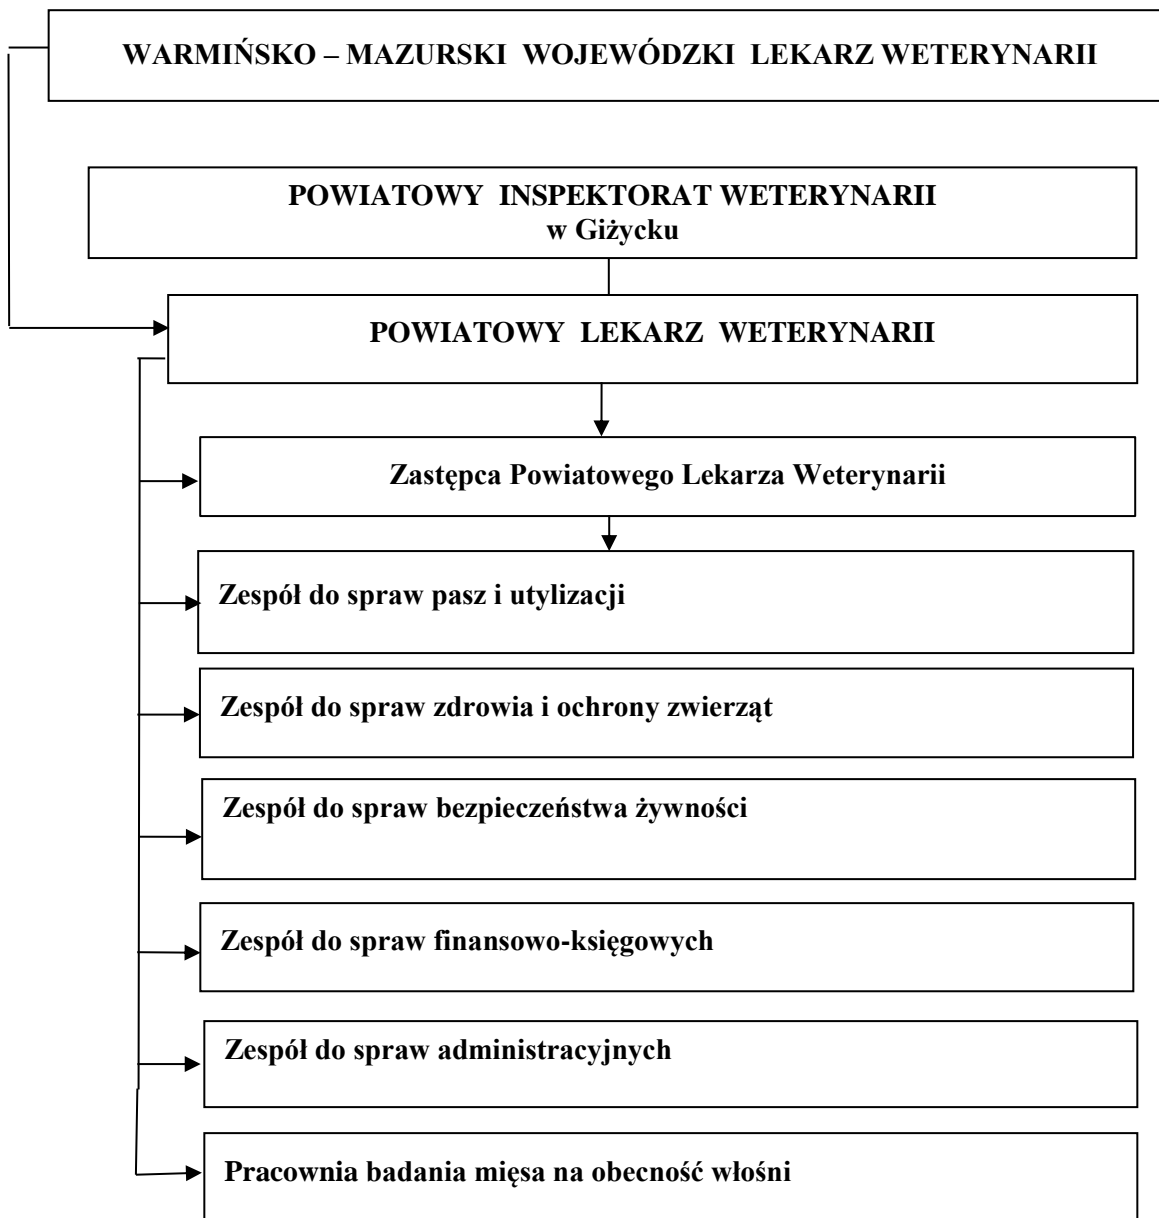 WARMIŃSKO – MAZURSKI WOJEWÓDZKI LEKARZ WETERYNARII
POWIATOWY INSPEKTORAT WETERYNARII
w Giżycku
POWIATOWY LEKARZ WETERYNARII
Zastępca Powiatowego Lekarza Weterynarii
Zespół do spraw pasz i utylizacji
Zespół do spraw zdrowia i ochrony zwierząt
Zespół do spraw bezpieczeństwa żywności
Zespół do spraw finansowo-księgowych
Zespół do spraw administracyjnych
Pracownia badania mięsa na obecność włośni